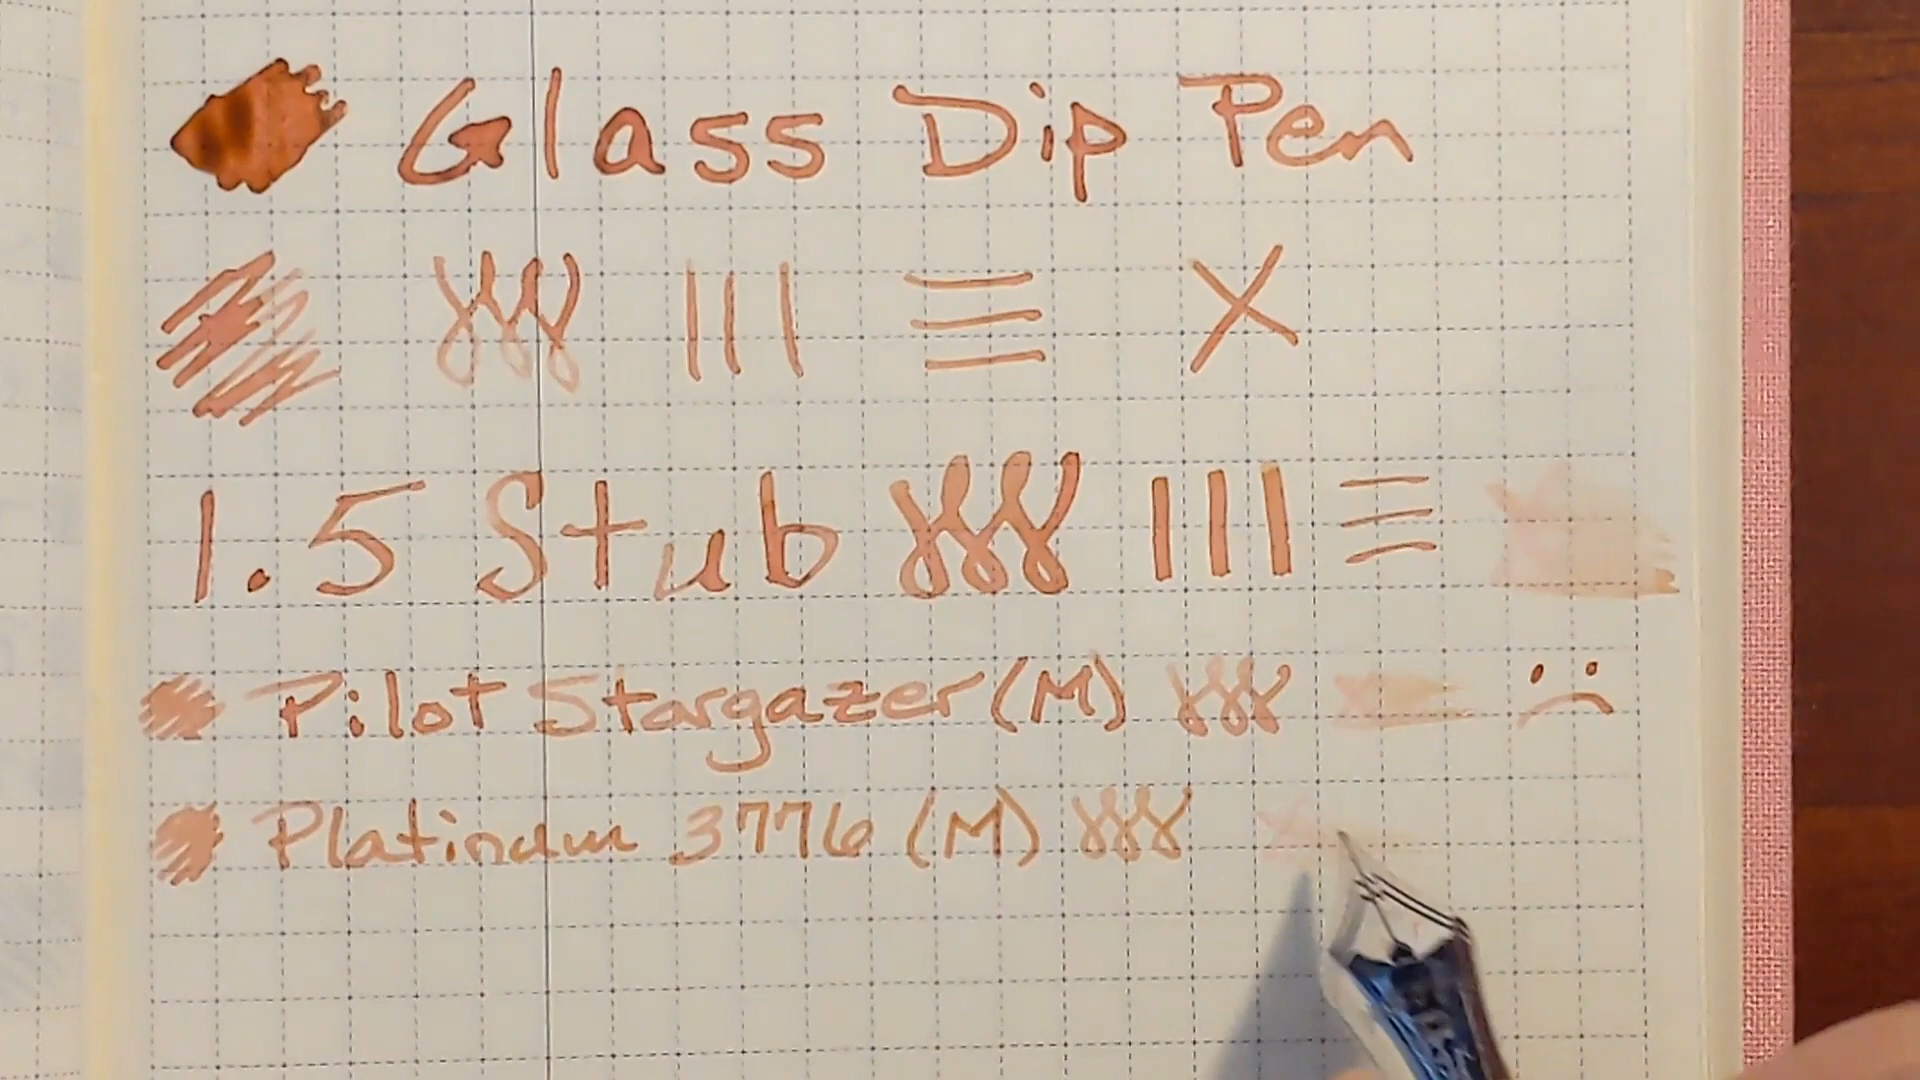 Glass Dip Pen
1.5 Stub
Pilot Stargazer (M)
Platinum 3776 (M)